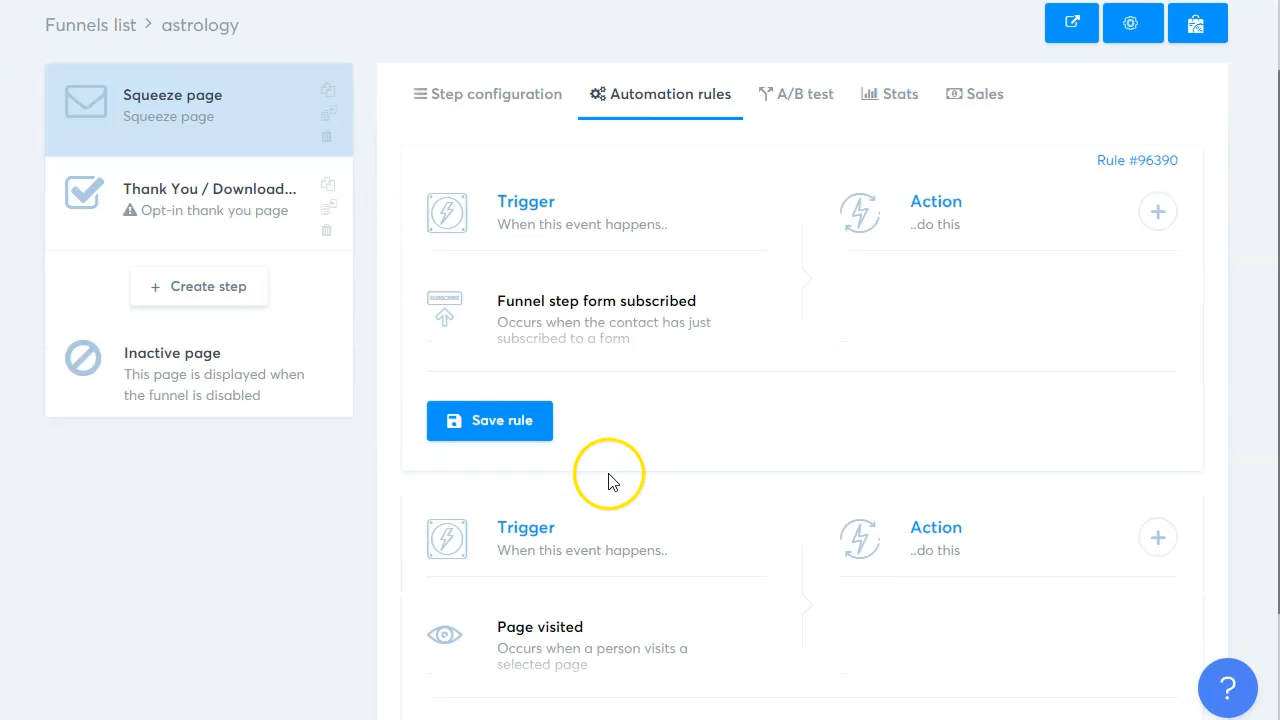 Funnels list > astrology
Squeeze page
Squeeze page
Thank You / Download...
Opt-in thank you page
+ Create step
Inactive page
This page is displayed when
the funnel is disabled
Step configuration
Automation rules
A/B test
Stats
Sales
Rule #96390
Trigger
When this event happens..
Action
..do this
Funnel step form subscribed
Occurs when the contact has just
subscribed to a form
Save rule
Trigger
When this event happens..
Action
..do this
Page visited
Occurs when a person visits a
selected page
?